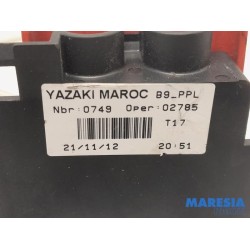 YAZAKI MAROC B9_PPL
Nbr:0749 Oper:02785
T17
21/11/12 20:51
MARESIA